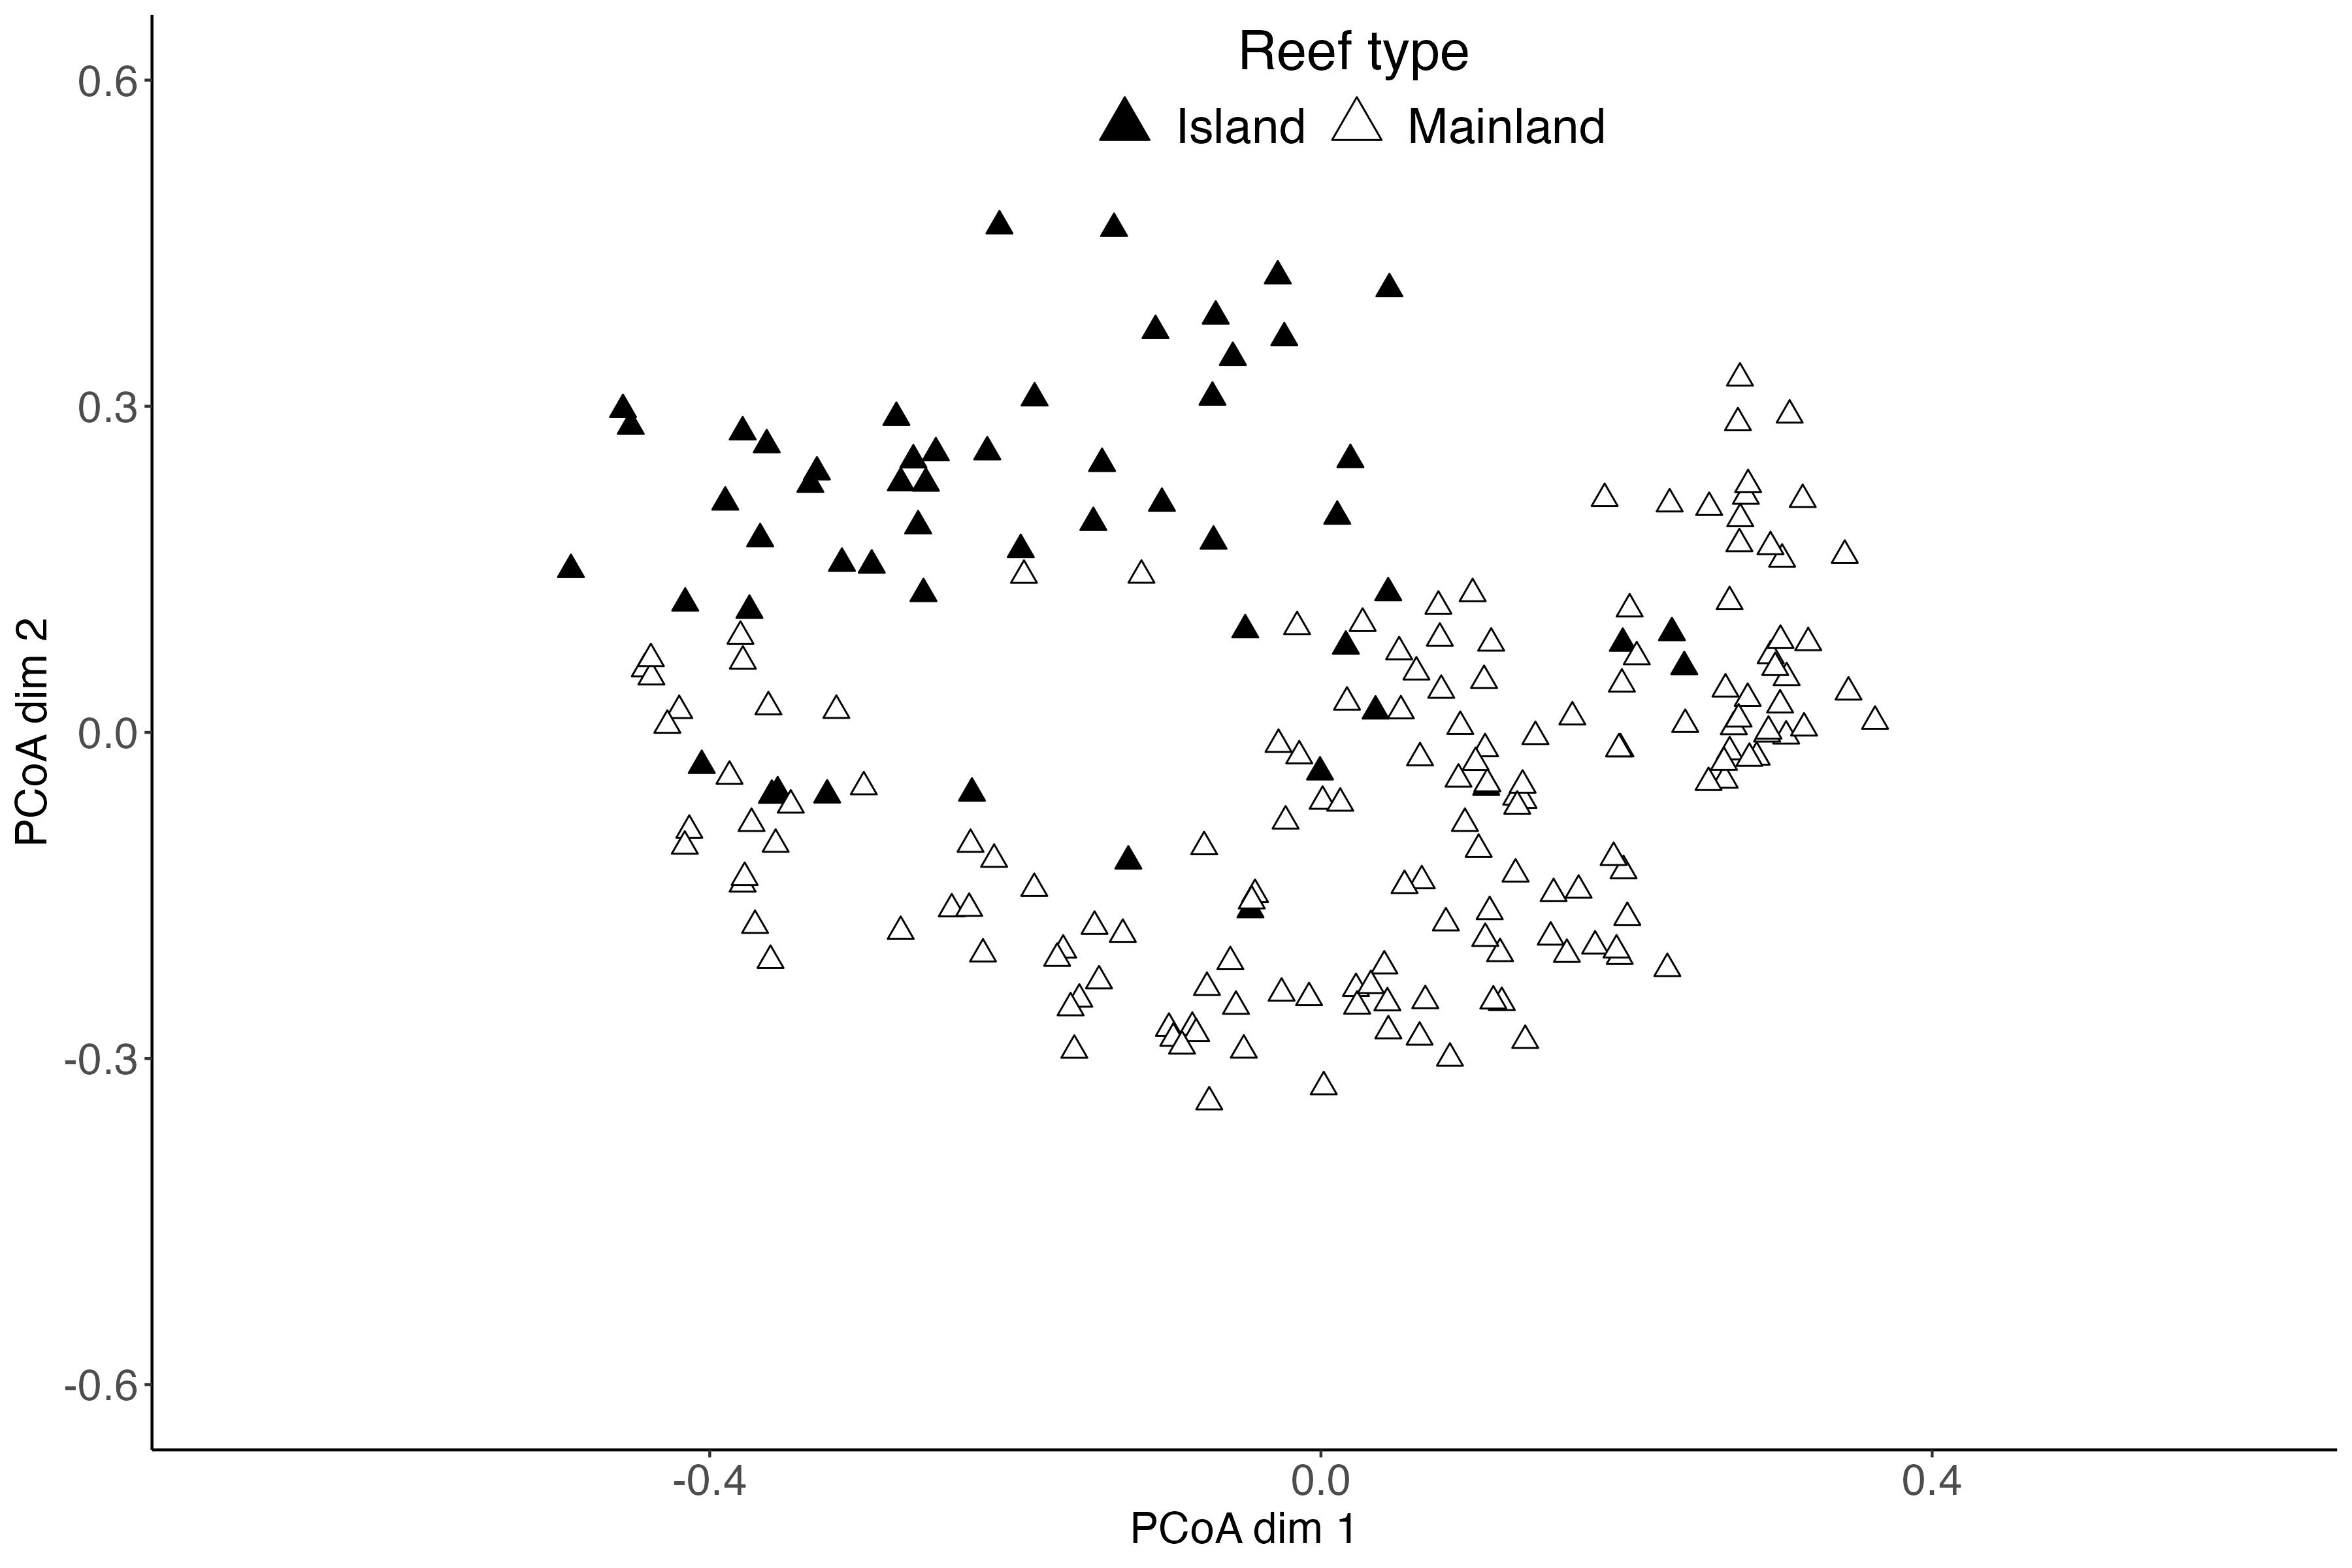 Reef type
Island Mainland
0.6
0.3
0.0
-0.3
-0.6
PCoA dim 2
-0.4 0.0 0.4
PCoA dim 1